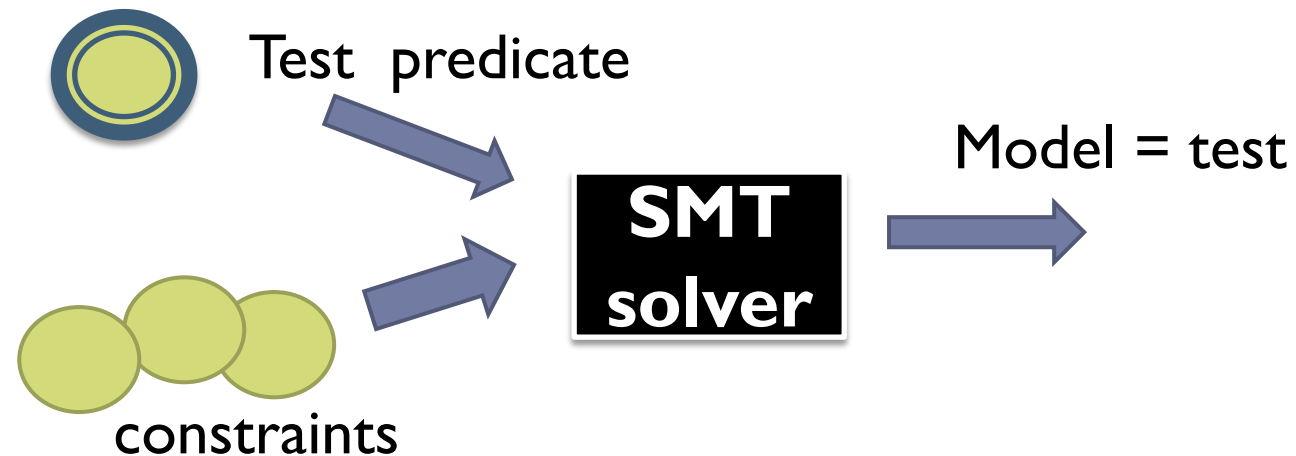 Test predicate
Model = test
SMT
solver
constraints